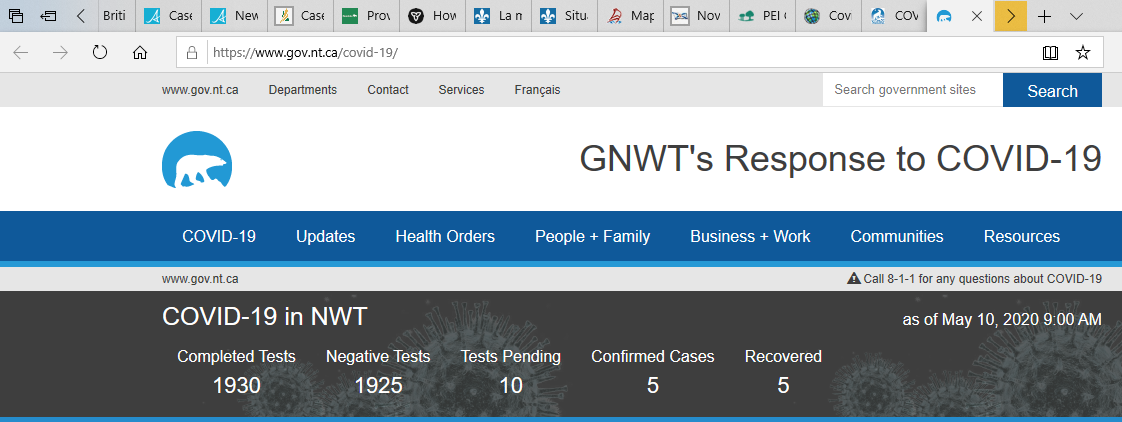 Briti Case New Case Prov How La m Situ Map Nov PEI Cov COV
https://www.gov.nt.ca/covid-19/
www.gov.nt.ca Departments Contact Services Français Search government sites Search
GNWT's Response to COVID-19
COVID-19 Updates Health Orders People + Family Business + Work Communities Resources
www.gov.nt.ca Call 8-1-1 for any questions about COVID-19
COVID-19 in NWT as of May 10, 2020 9:00 AM
Completed Tests Negative Tests Tests Pending Confirmed Cases Recovered
1930 1925 10 5 5